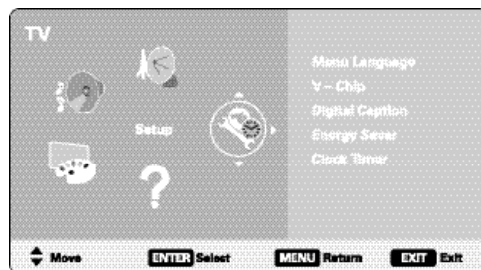 TV
Menu Language
V - Chip
Digital Caption
Setup
Energy Saver
Clock Timer
?
Move ENTER Select MENU Return EXIT Exit